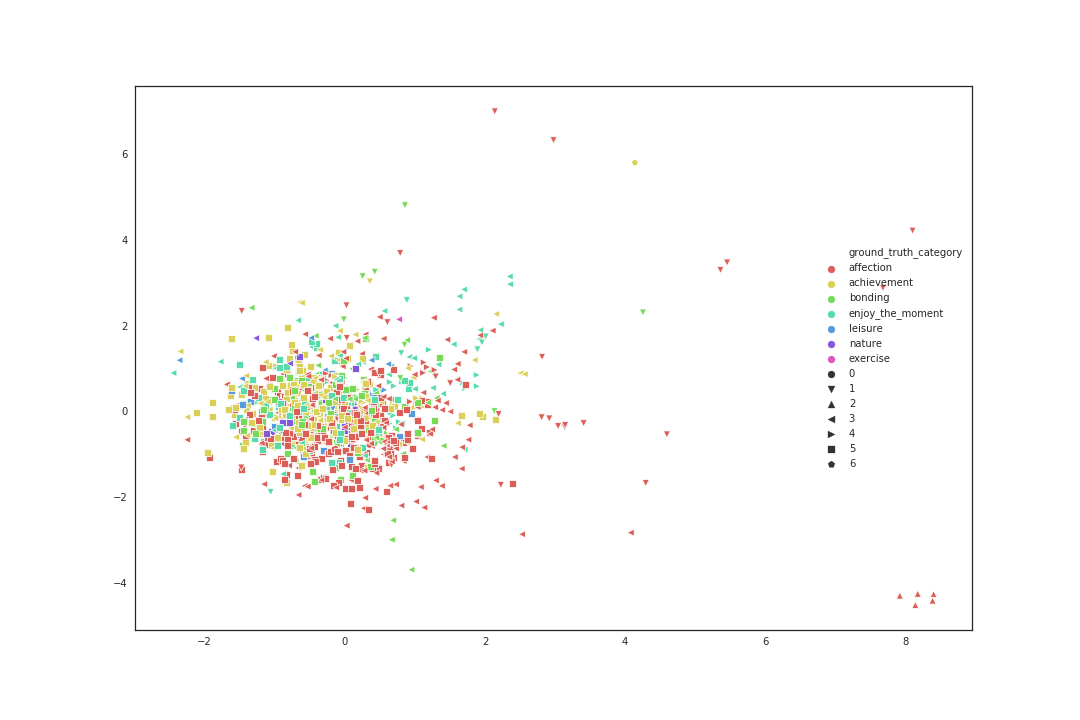 6
4
2
0
−2
−4
−2
0
2
4
6
8
ground_truth_category
affection
achievement
bonding
enjoy_the_moment
leisure
nature
exercise
0
1
2
3
4
5
6